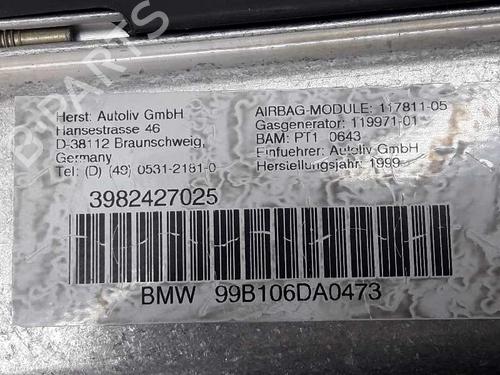 Herst: Autoliv GmbH
Hansestrasse 46
D-38112 Braunschweig,
Germany
Tel: (D) (49) 0531-2181-0
AIRBAG-MODULE: 117811-05
Gasgenerator: 119971-01
BAM: PT1 0643
Einfuehrer: Autoliv GmbH
Herstellungsjahr: 1999
3982427025
BMW 99B106DA0473